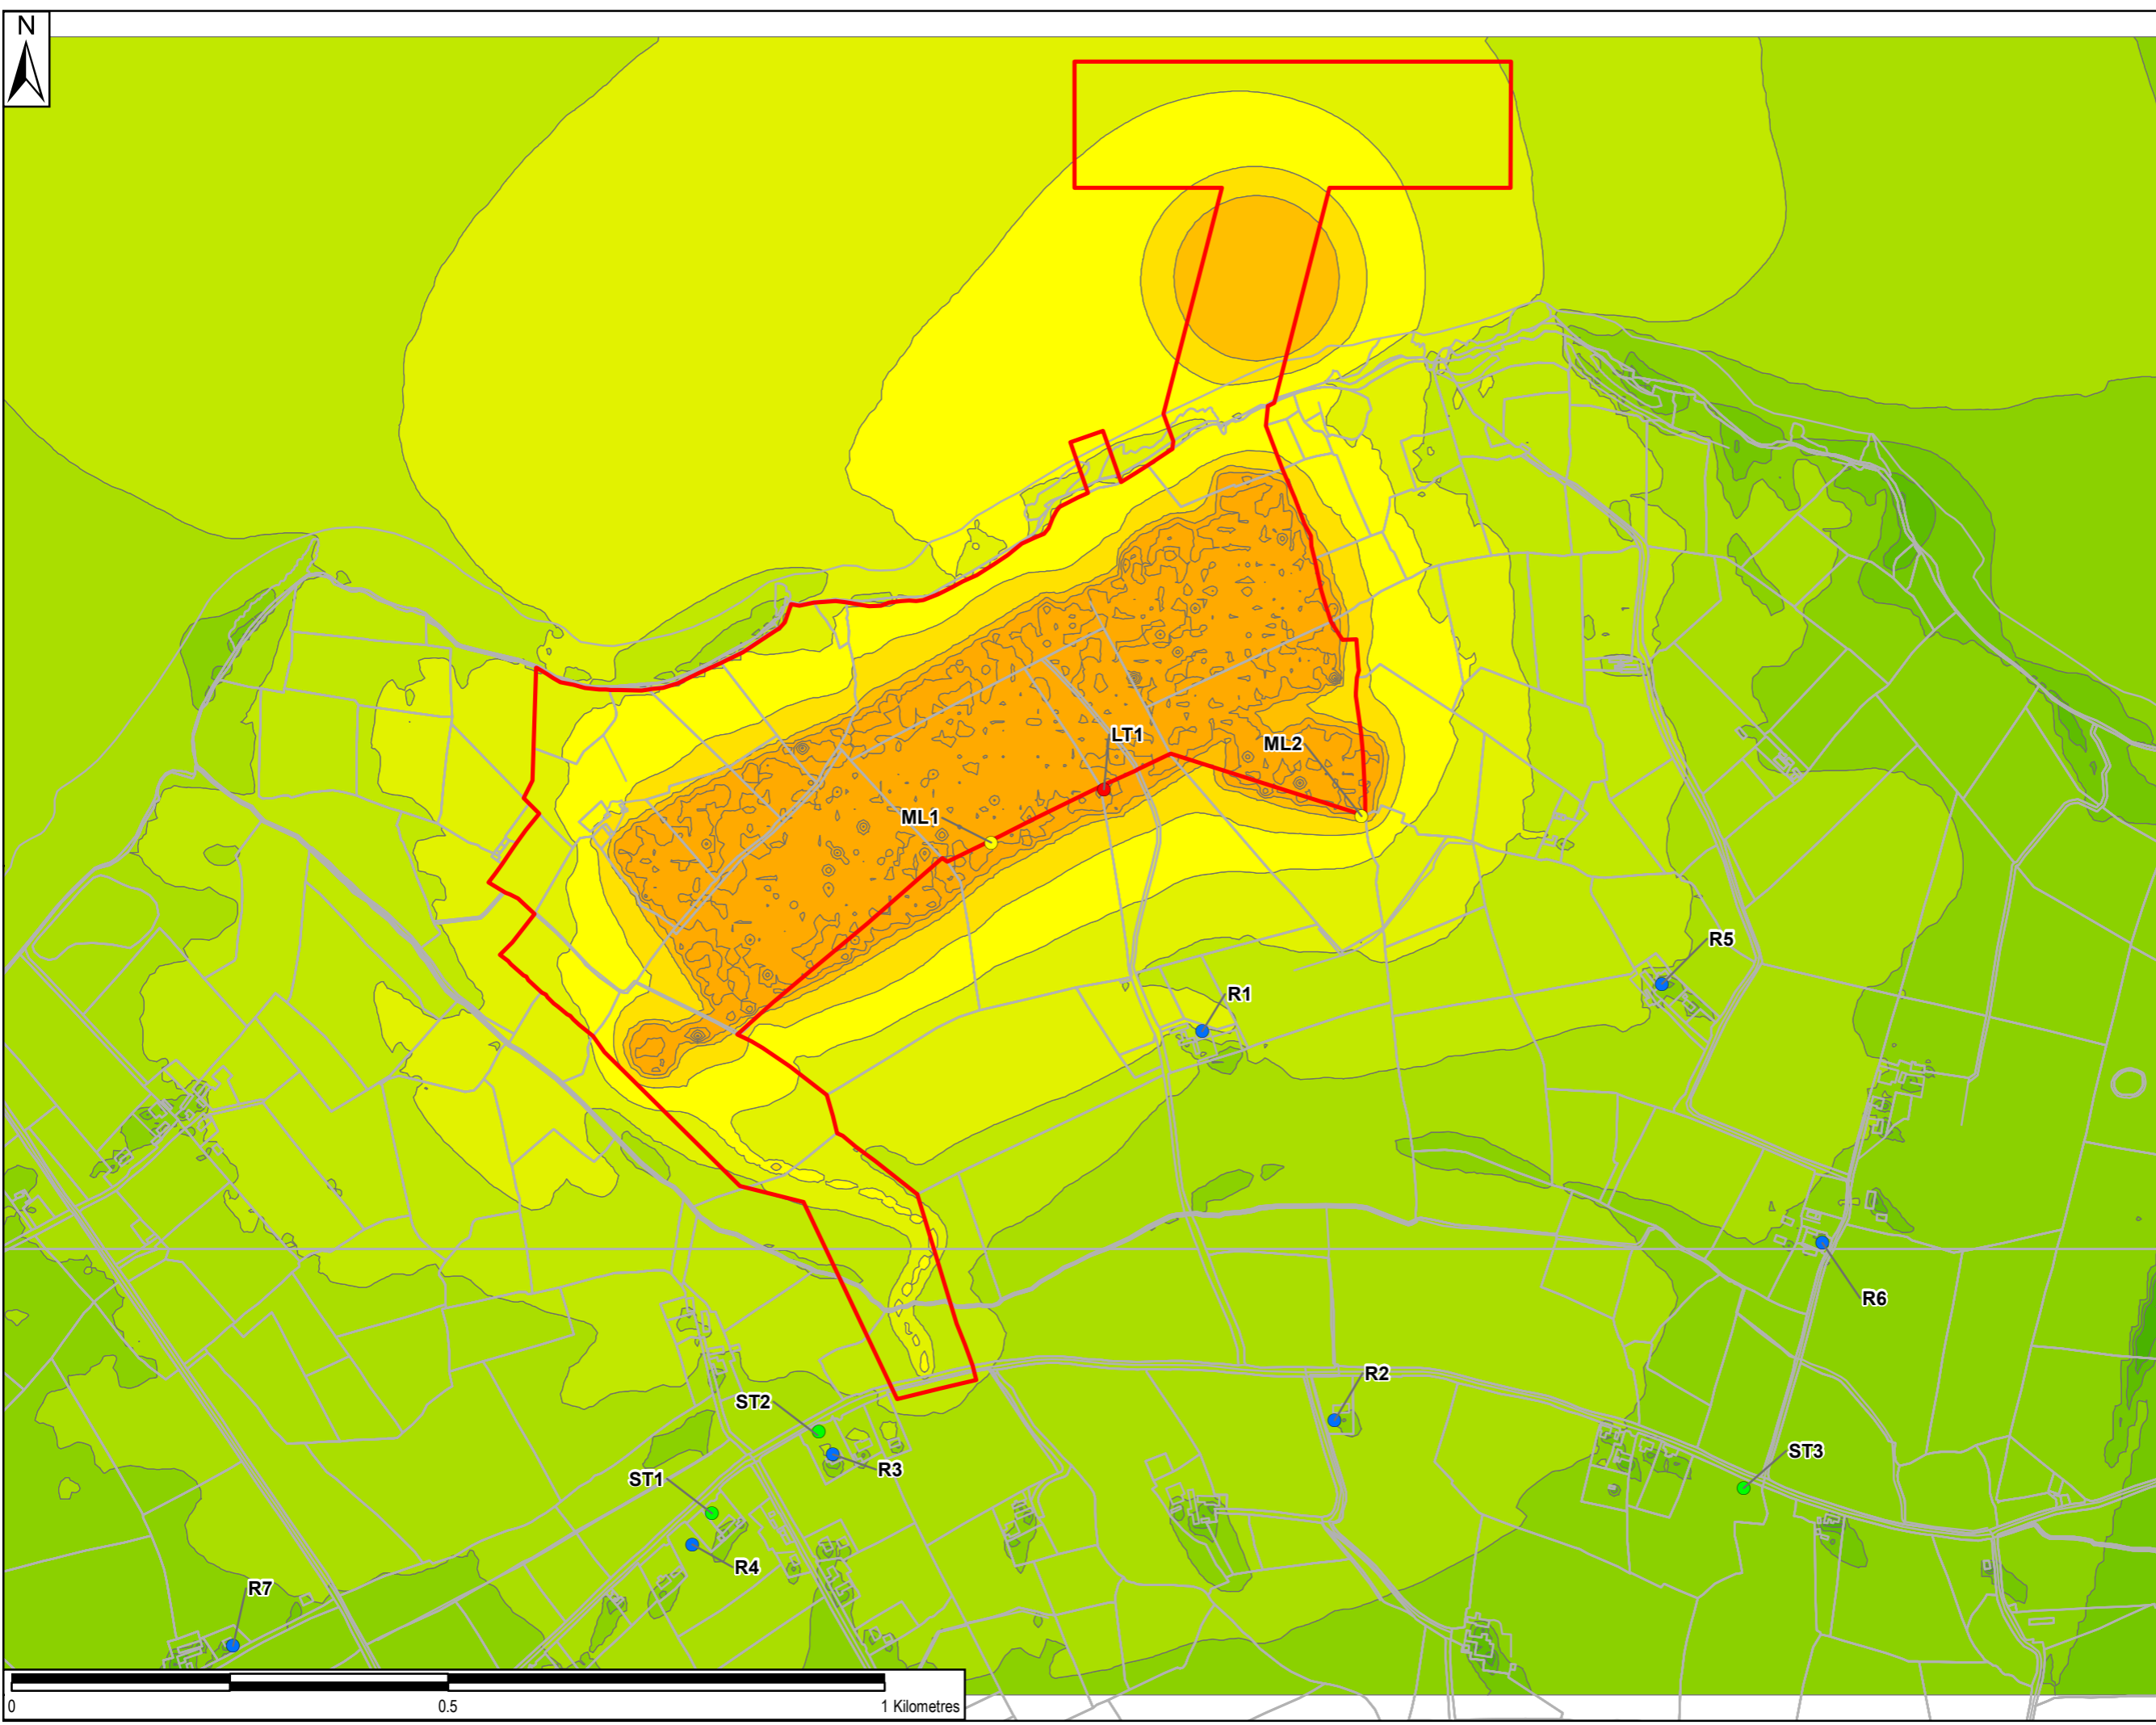 N
LT1
ML2
ML1
R5
R1
R6
R2
ST2
ST3
R3
ST1
R4
R7
0 0.5 1 Kilometres